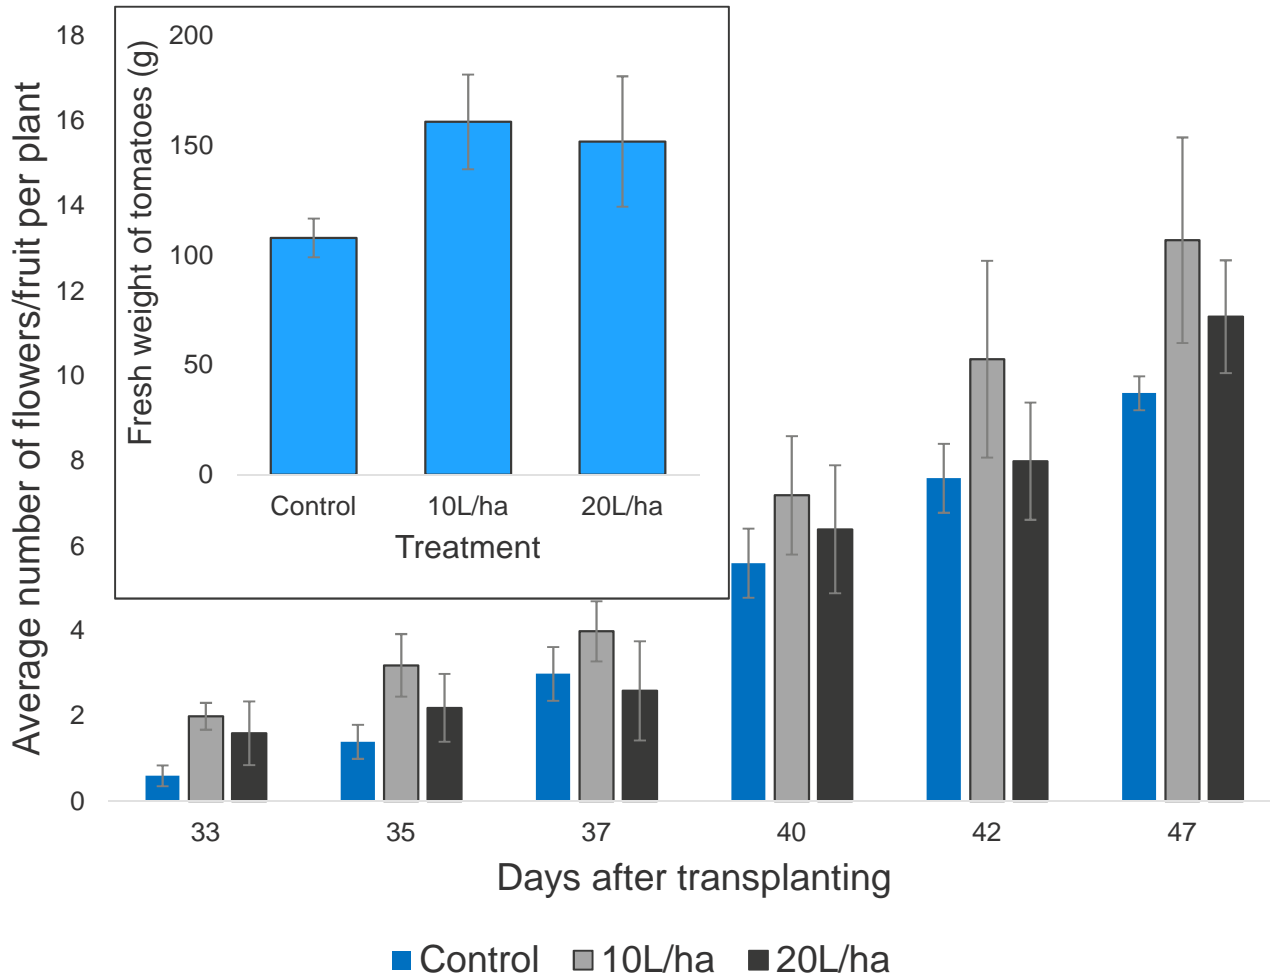 Average number of flowers/fruit per plant
18
16
14
12
10
8
6
4
2
0
Fresh weight of tomatoes (g)
200
150
100
50
0
Control 10L/ha 20L/ha
Treatment
33 35 37 40 42 47
Days after transplanting
Control 10L/ha 20L/ha